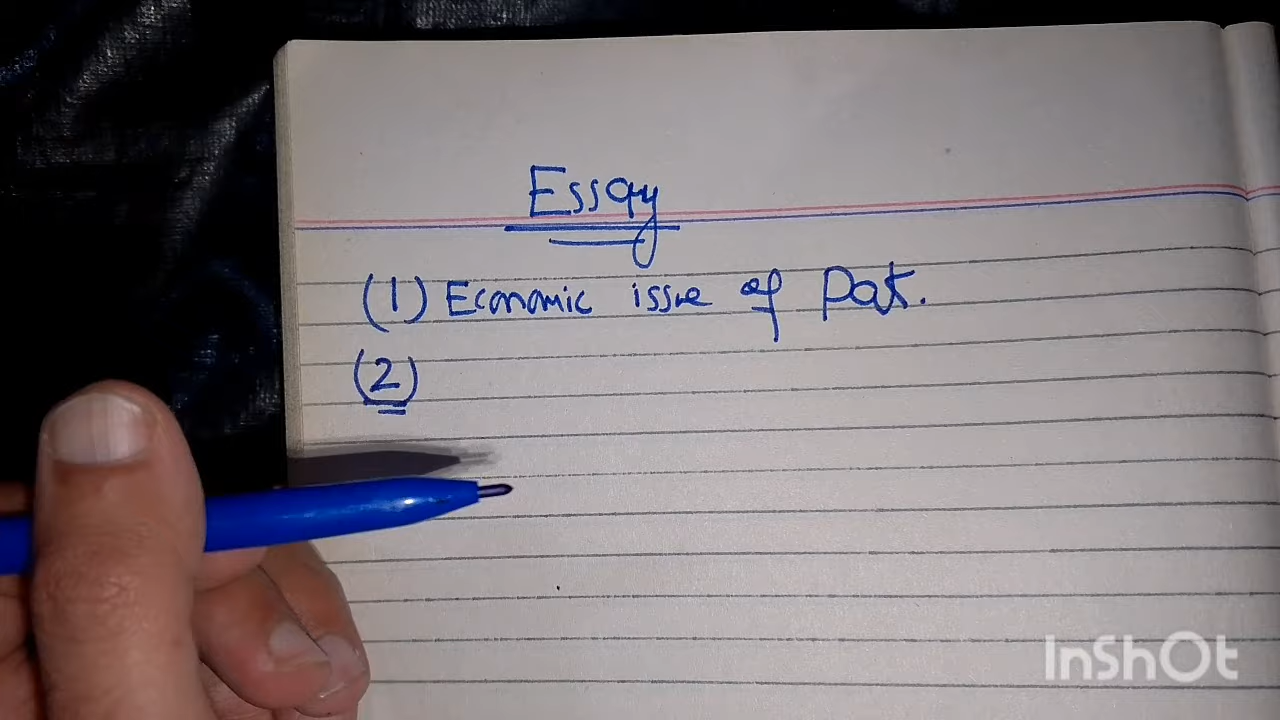 Essay
(1) Economic issue of Pak.
(2)
InShOt